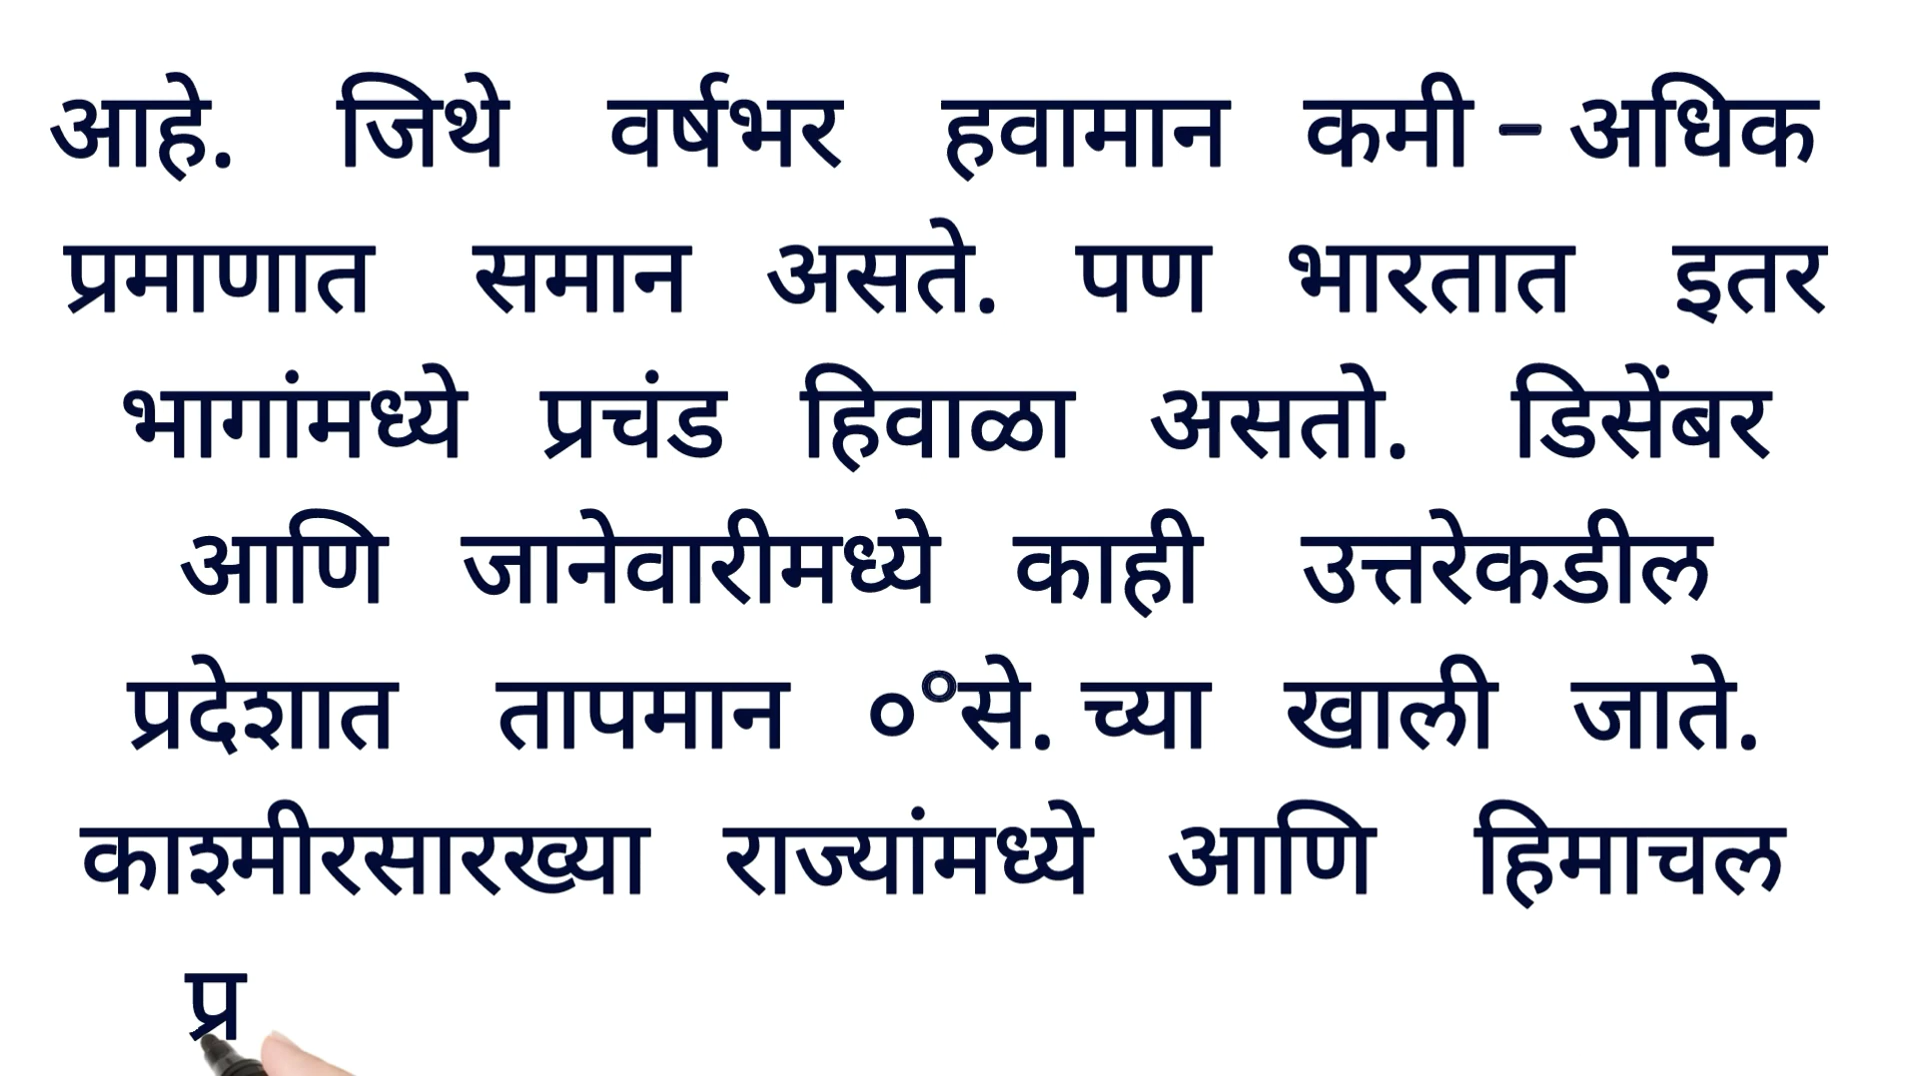 आहे. जिथे वर्षभर हवामान कमी - अधिक
प्रमाणात समान असते. पण भारतात इतर
भागांमध्ये प्रचंड हिवाळा असतो. डिसेंबर
आणि जानेवारीमध्ये काही उत्तरेकडील
प्रदेशात तापमान ०°से. च्या खाली जाते.
काश्मीरसारख्या राज्यांमध्ये आणि हिमाचल
प्र